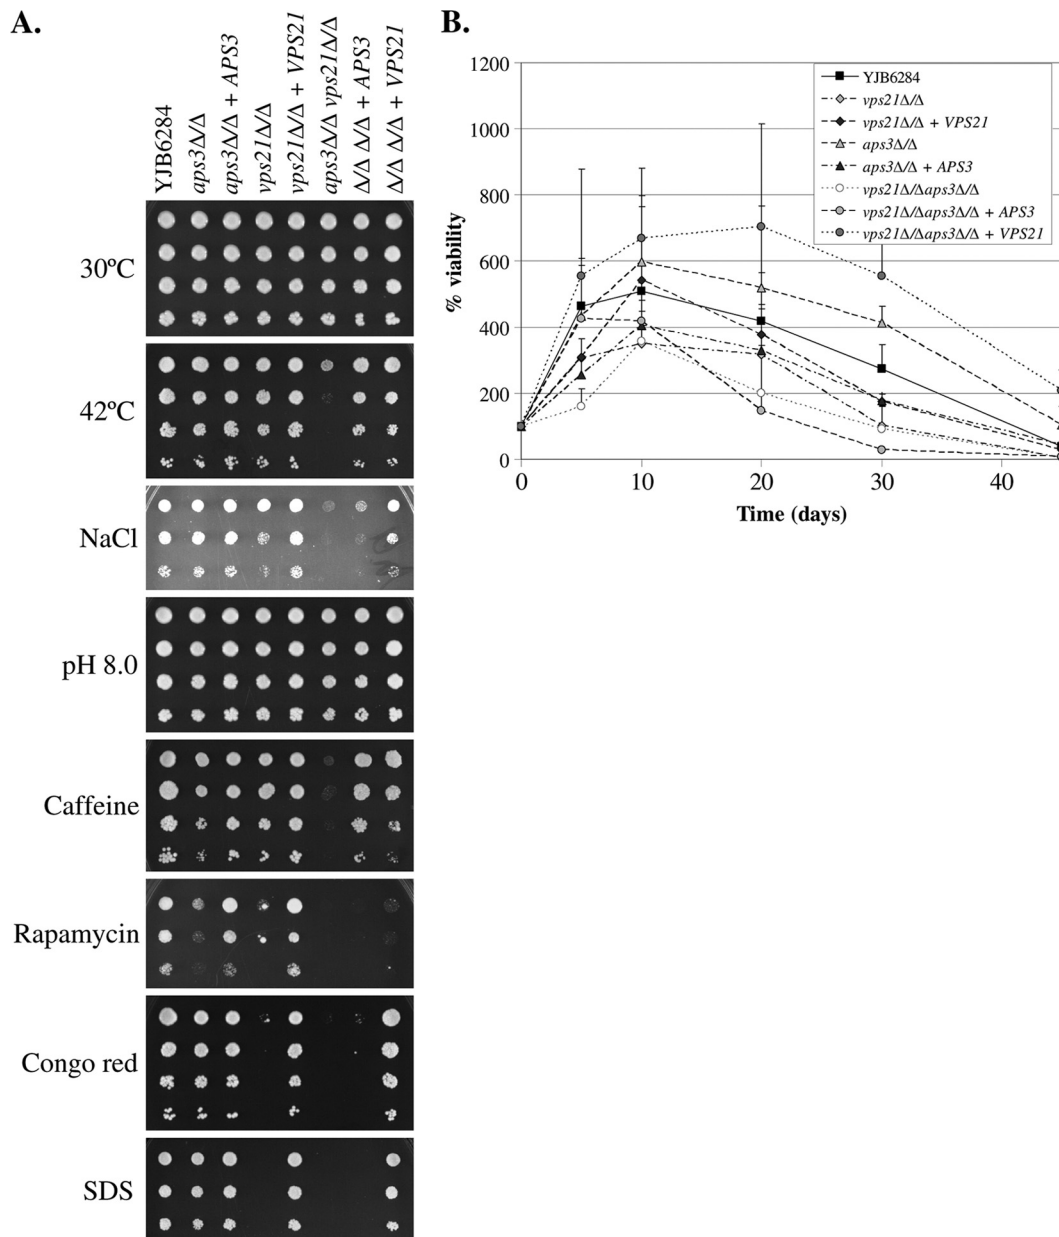 A.
YJB6284
aps3Δ/Δ
aps3Δ/Δ + APS3
vps21Δ/Δ
vps21Δ/Δ + VPS21
aps3Δ/Δ vps21Δ/Δ
Δ/Δ Δ/Δ + APS3
Δ/Δ Δ/Δ + VPS21
30ºC
42ºC
NaCl
pH 8.0
Caffeine
Rapamycin
Congo red
SDS
B.
% viability
1200
1000
800
600
400
200
0
0 10 20 30 40
Time (days)
YJB6284
vps21Δ/Δ
vps21Δ/Δ + VPS21
aps3Δ/Δ
aps3Δ/Δ + APS3
vps21Δ/Δaps3Δ/Δ
vps21Δ/Δaps3Δ/Δ + APS3
vps21Δ/Δaps3Δ/Δ + VPS21